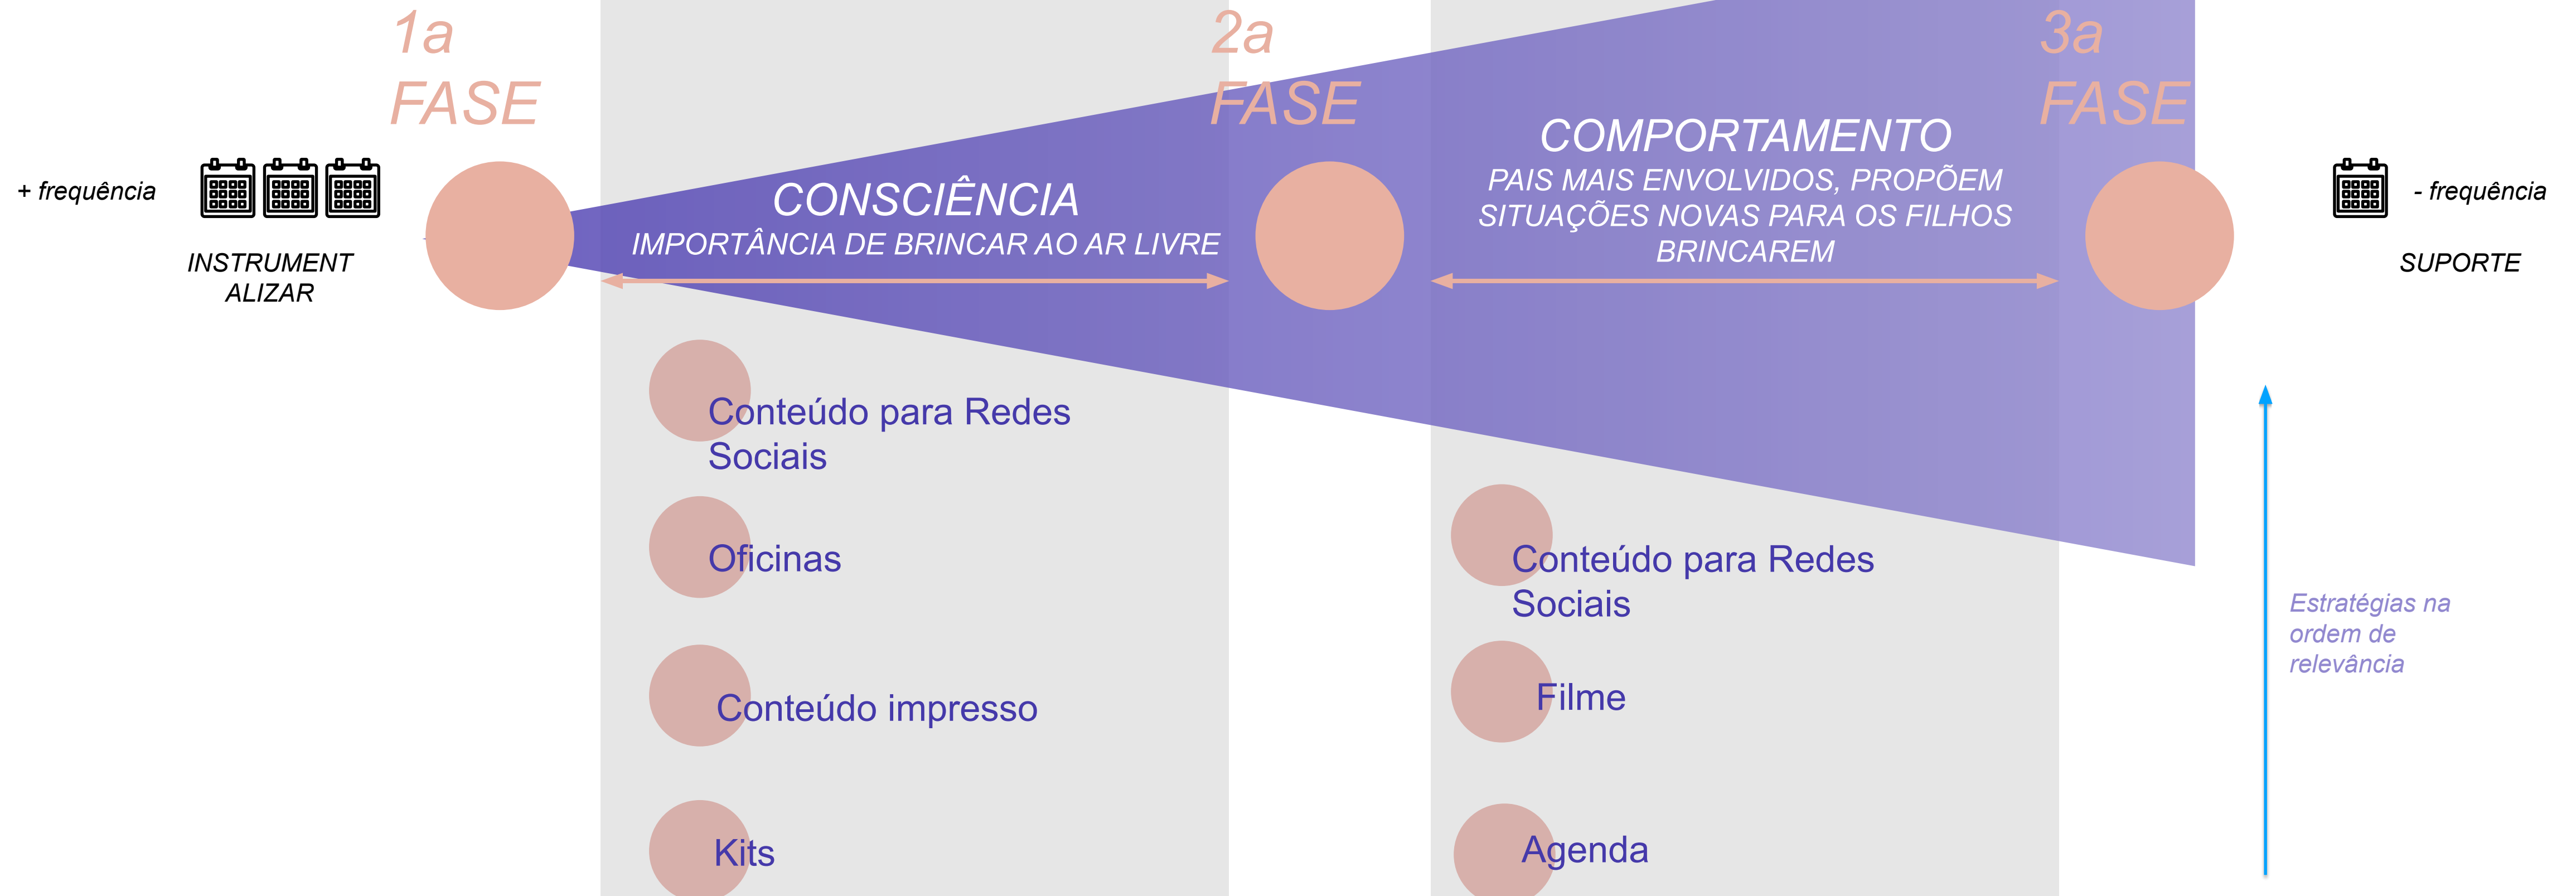 1a
FASE
2a
FASE
3a
FASE
+ frequência
INSTRUMENT
ALIZAR
CONSCIÊNCIA
IMPORTÂNCIA DE BRINCAR AO AR LIVRE
COMPORTAMENTO
PAIS MAIS ENVOLVIDOS, PROPÕEM
SITUAÇÕES NOVAS PARA OS FILHOS
BRINCAREM
- frequência
SUPORTE
Conteúdo para Redes
Sociais
Oficinas
Conteúdo impresso
Kits
Conteúdo para Redes
Sociais
Filme
Agenda
Estratégias na
ordem de
relevância